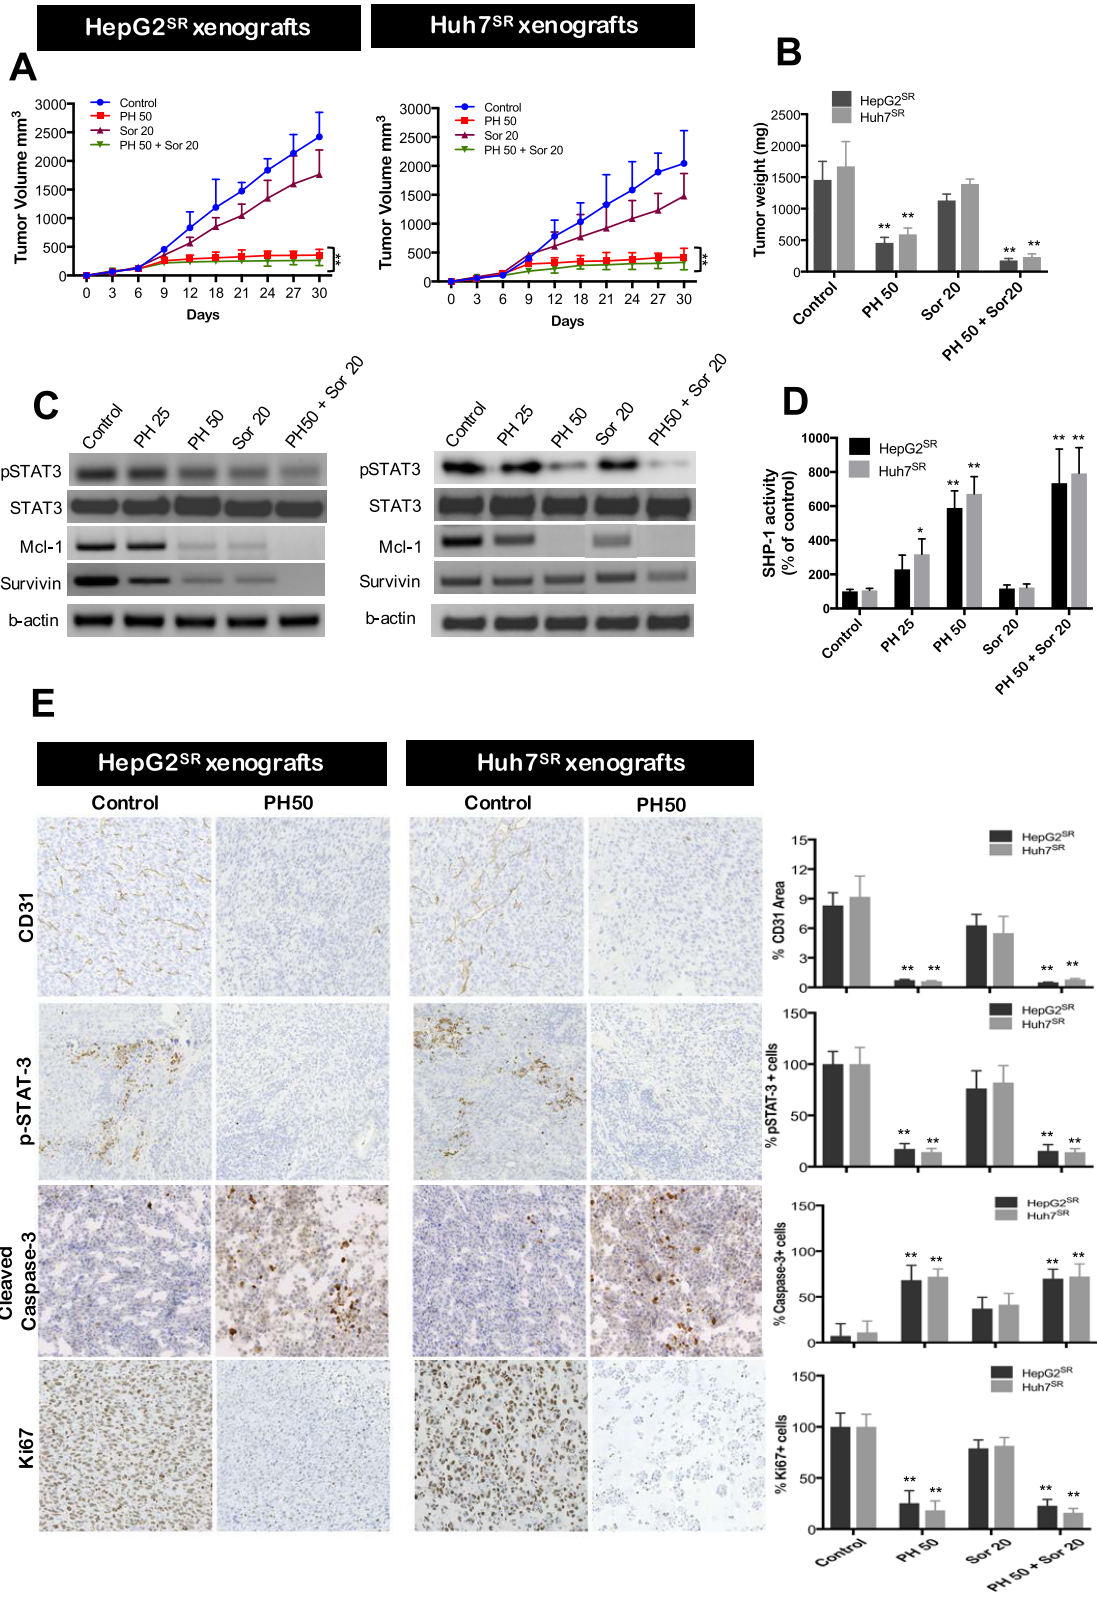 HepG2SR xenografts
Huh7SR xenografts
A
Tumor Volume mm3
3000
2500
2000
1500
1000
500
0
Control
PH 50
Sor 20
PH 50 + Sor 20
**
0 3 6 9 12 18 21 24 27 30
Days
Tumor Volume mm3
3000
2500
2000
1500
1000
500
0
Control
PH 50
Sor 20
PH 50 + Sor 20
**
0 3 6 9 12 18 21 24 27 30
Days
B
HepG2SR
Huh7SR
Tumor weight (mg)
2500
2000
1500
1000
500
0
** **
** **
Control
PH 50
Sor 20
PH 50 + Sor20
C
Control
PH 25
PH 50
Sor 20
PH50 + Sor 20
pSTAT3
STAT3
Mcl-1
Survivin
b-actin
Control
PH 25
PH 50
Sor 20
PH50 + Sor 20
pSTAT3
STAT3
Mcl-1
Survivin
b-actin
D
HepG2SR
Huh7SR
SHP-1 activity
(% of control)
1000
800
600
400
200
0
*
** **
** **
Control
PH 25
PH 50
Sor 20
PH 50 + Sor 20
E
HepG2SR xenografts
Huh7SR xenografts
Control
PH50
Control
PH50
CD31
p-STAT-3
Cleaved
Caspase-3
Ki67
HepG2SR
Huh7SR
% CD31 Area
15
12
9
6
3
0
** **
** **
HepG2SR
Huh7SR
% pSTAT-3 + cells
150
100
50
0
** **
** **
HepG2SR
Huh7SR
% Caspase-3+ cells
150
100
50
0
** **
** **
HepG2SR
Huh7SR
% Ki67+ cells
150
100
50
0
** **
** **
Control
PH 50
Sor 20
PH 50 + Sor 20